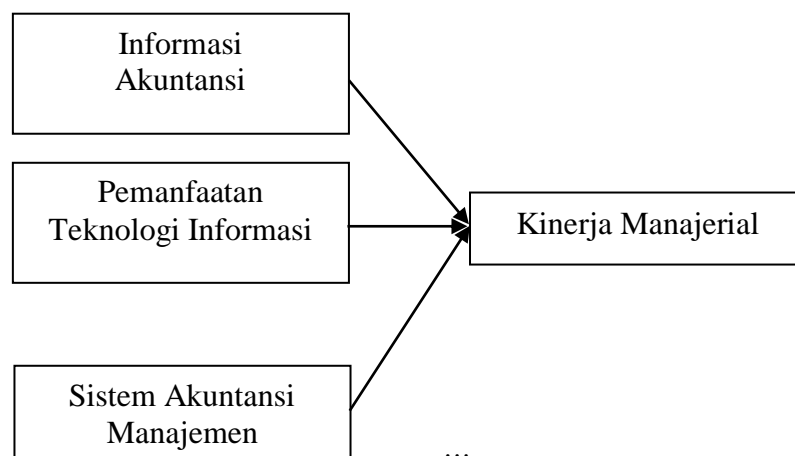 Informasi
Akuntansi
Pemanfaatan
Teknologi Informasi
Kinerja Manajerial
Sistem Akuntansi
Manajemen
...